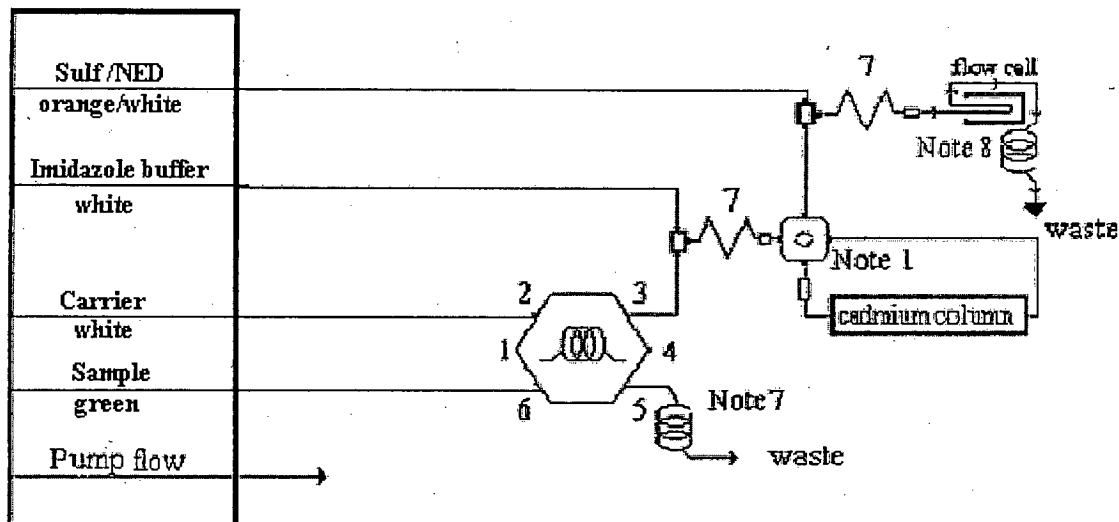 Sulf/NED
orange/white
Imidazole buffer
white
Carrier
white
Sample
green
Pump flow
2
3
1
4
6
5
7
7
flow cell
Note 8
waste
Note 1
cadmium column
Note 7
waste